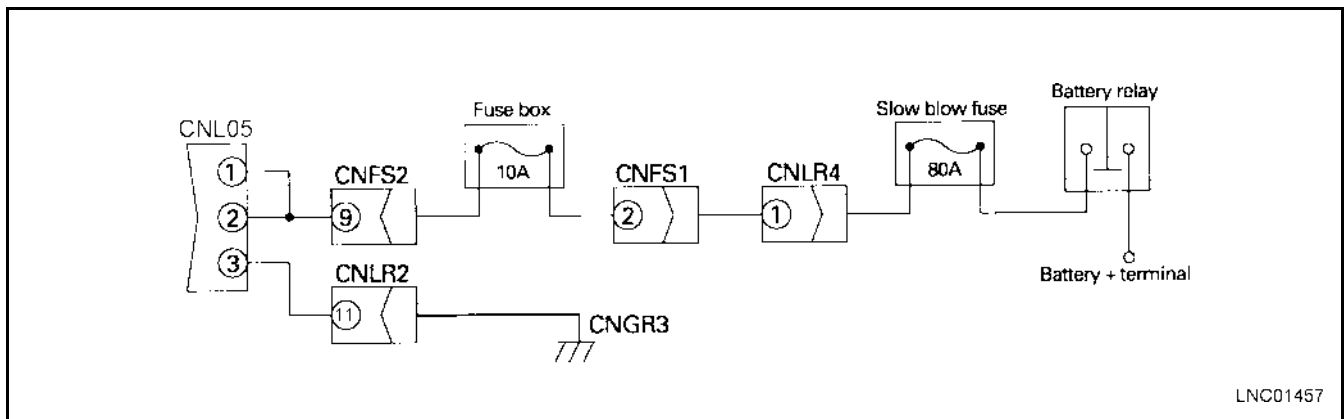 CNL05
1
2
3
CNFS2
9
Fuse box
10A
CNFS1
2
CNLR4
1
Slow blow fuse
80A
Battery relay
Battery + terminal
CNLR2
11
CNGR3
LNC01457